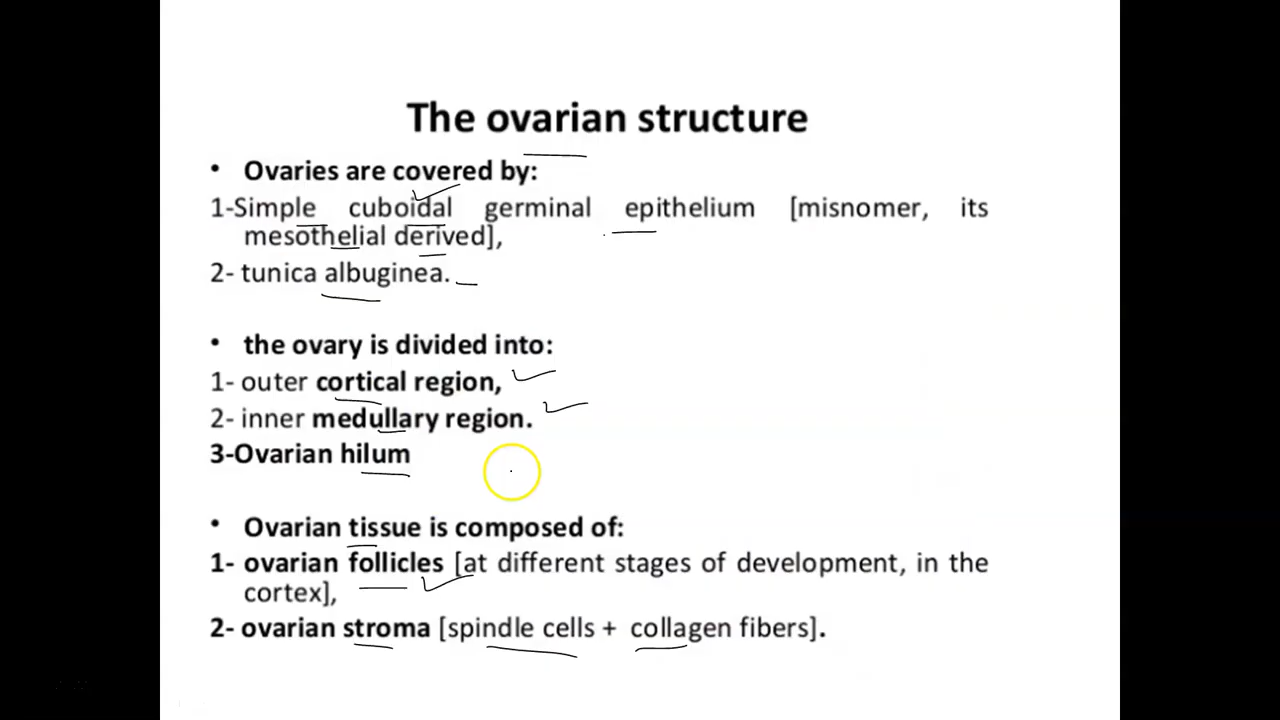 The ovarian structure
• Ovaries are covered by:
1-Simple cuboidal germinal epithelium [misnomer, its
mesothelial derived],
2- tunica albuginea.
• the ovary is divided into:
1- outer cortical region,
2- inner medullary region.
3-Ovarian hilum
• Ovarian tissue is composed of:
1- ovarian follicles [at different stages of development, in the
cortex],
2- ovarian stroma [spindle cells + collagen fibers].